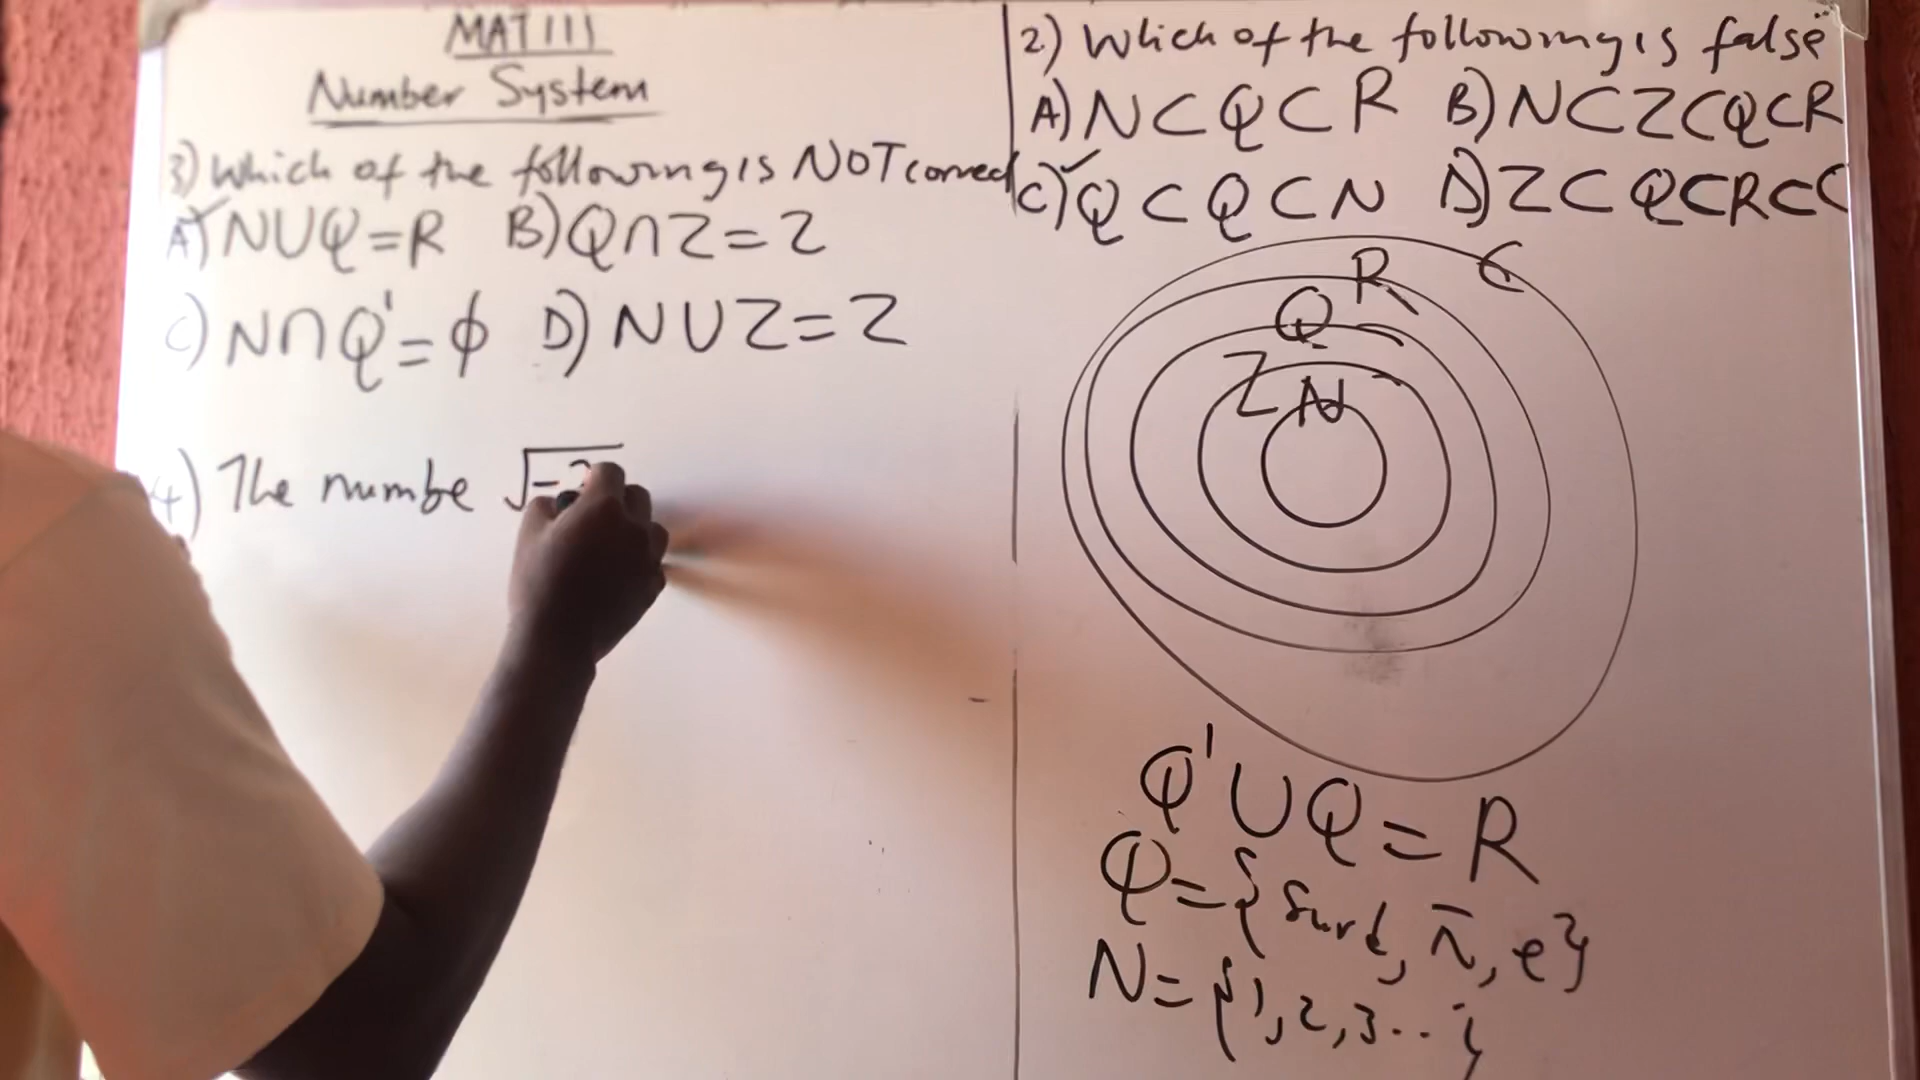 MAT111
Number System
3) Which of the following is NOT correct
A) N∪Q=R B) Q∩Z=Z
C) N∩Q'=ϕ D) N∪Z=Z
4) The numbe √-
2) Which of the following is false
A) N⊂Q⊂R B) N⊂Z⊂Q⊂R
C) Q⊂Q⊂N D) Z⊂Q⊂R⊂C
C
R
Q
Z
N
Q'∪Q=R
Q={Surd, π, e}
N={1,2,3...}